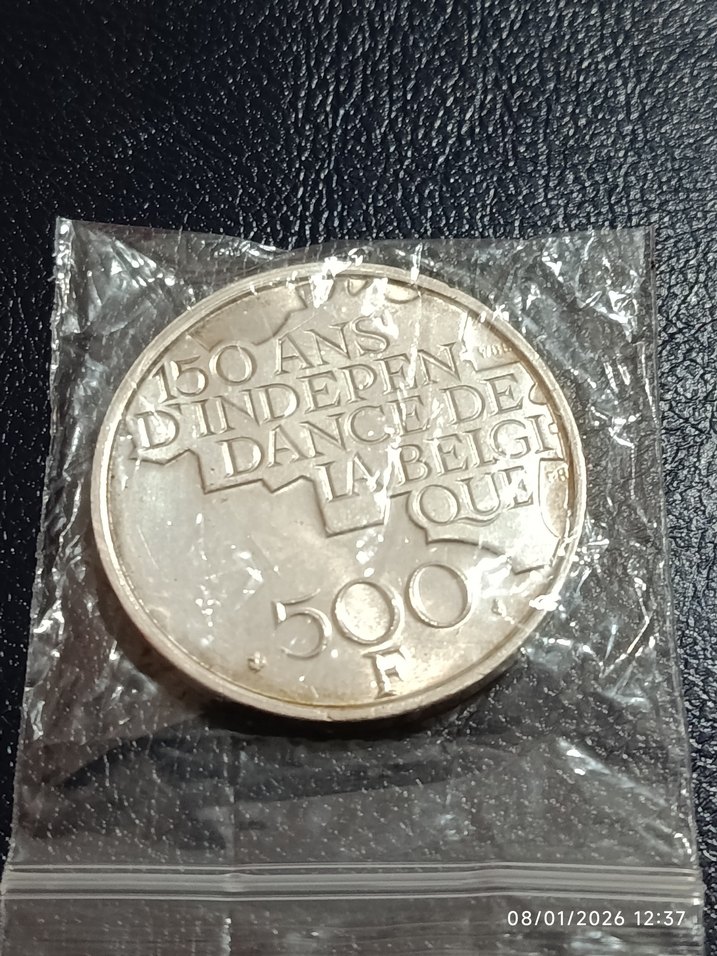 150 ANS
D'INDEPEN
DANCE DE
LA BELGI
QUE
500
F
08/01/2026 12:37